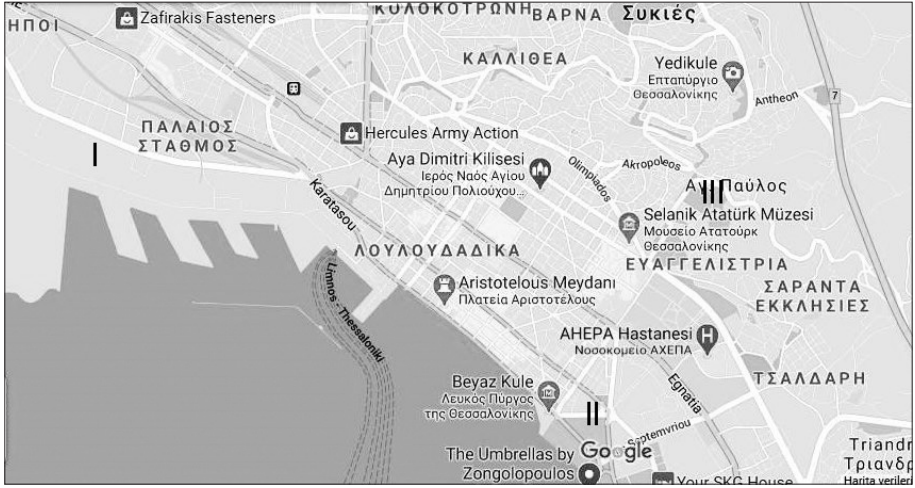 ΗΠΟΙ
Zafirakis Fasteners
ΚΟΛΟΚΟΤΡΩΝΗ
ΒΑΡΝΑ
Συκιές
ΚΑΛΛΙΘΕΑ
Yedikule
Επταπύργιο
Θεσσαλονίκης
Antheon
7
ΠΑΛΑΙΟΣ
ΣΤΑΘΜΟΣ
I
Hercules Army Action
Aya Dimitri Kilisesi
Ιερός Ναός Αγίου
Δημητρίου Πολιούχου...
Olimpiados
Akropoleos
III
Παύλος
Selanik Atatürk Müzesi
Μουσείο Ατατούρκ
Θεσσαλονίκης
Karatasou
ΛΟΥΛΟΥΔΑΔΙΚΑ
ΕΥΑΓΓΕΛΙΣΤΡΙΑ
ΣΑΡΑΝΤΑ
ΕΚΚΛΗΣΙΕΣ
Limnos - Thessaloniki
Aristotelous Meydanı
Πλατεία Αριστοτέλους
AHEPA Hastanesi
Νοσοκομείο ΑΧΕΠΑ
Beyaz Kule
Λευκός Πύργος
της Θεσσαλονίκης
Egnatia
ΤΣΑΛΔΑΡΗ
II
Septemvriou
The Umbrellas by
Zongolopoulos
Google
Your SKG House
Triandr
Τριανδρ
Harita verileri